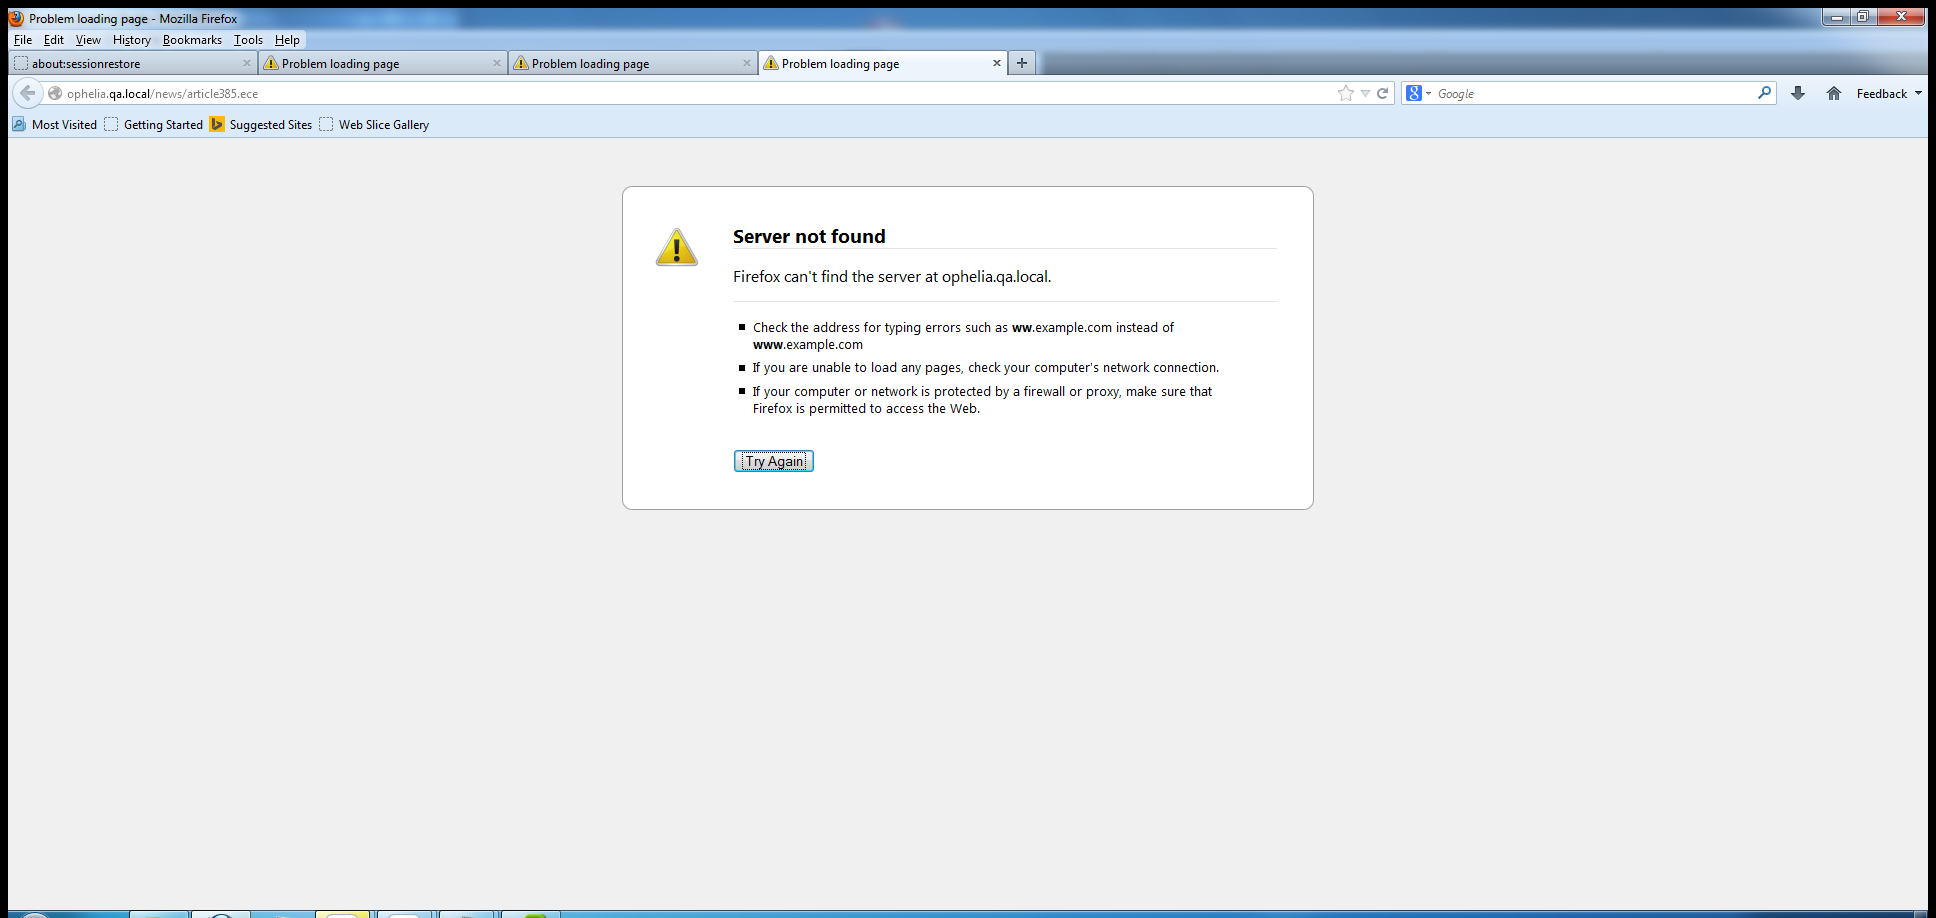 Problem loading page - Mozilla Firefox
File Edit View History Bookmarks Tools Help
about:sessionrestore Problem loading page Problem loading page Problem loading page
ophelia.qa.local/news/article385.ece Google Feedback
Most Visited Getting Started Suggested Sites Web Slice Gallery
Server not found
Firefox can't find the server at ophelia.qa.local.
Check the address for typing errors such as ww.example.com instead of
www.example.com
If you are unable to load any pages, check your computer's network connection.
If your computer or network is protected by a firewall or proxy, make sure that
Firefox is permitted to access the Web.
Try Again